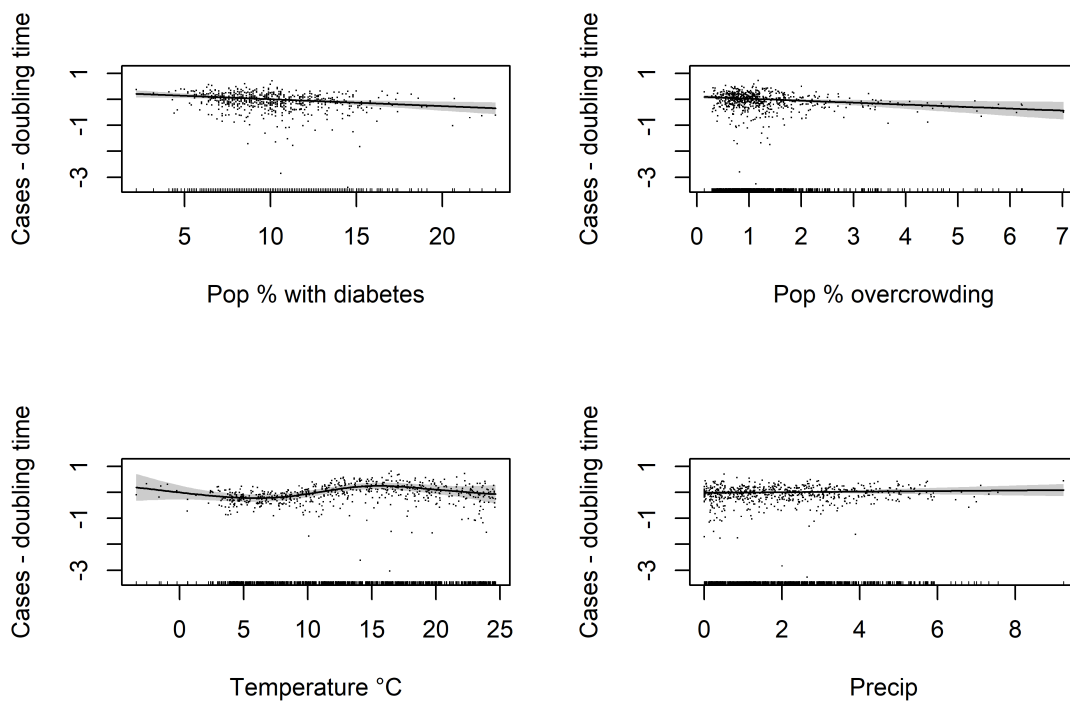 Cases - doubling time
1
-1
-3
5 10 15 20
Pop % with diabetes
Cases - doubling time
1
-1
-3
0 1 2 3 4 5 6 7
Pop % overcrowding
Cases - doubling time
1
-1
-3
0 5 10 15 20 25
Temperature °C
Cases - doubling time
1
-1
-3
0 2 4 6 8
Precip